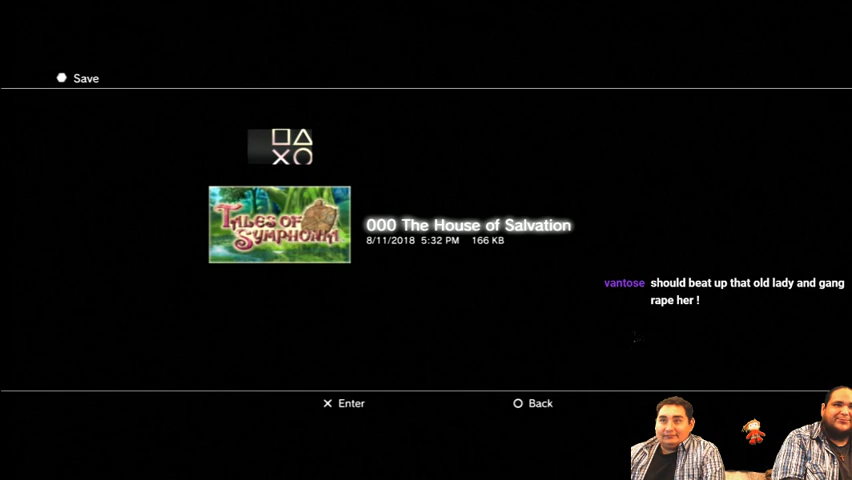 Save
TALES OF
SYMPHONIA
000 The House of Salvation
8/11/2018 5:32 PM 166 KB
vantose should beat up that old lady and gang
rape her !
Enter
Back